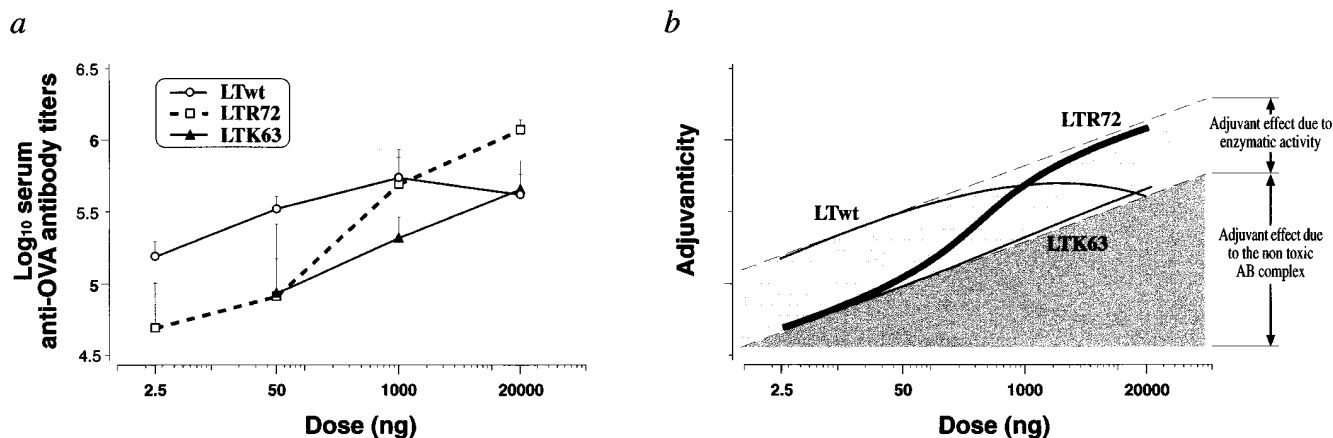 a
Log10 serum
anti-OVA antibody titers
6.5
6
5.5
5
4.5
LTwt
LTR72
LTK63
2.5
50
1000
20000
Dose (ng)
b
Adjuvanticity
LTR72
LTwt
LTK63
Adjuvant effect due to
enzymatic activity
Adjuvant effect due
to the non toxic
AB complex
2.5
50
1000
20000
Dose (ng)